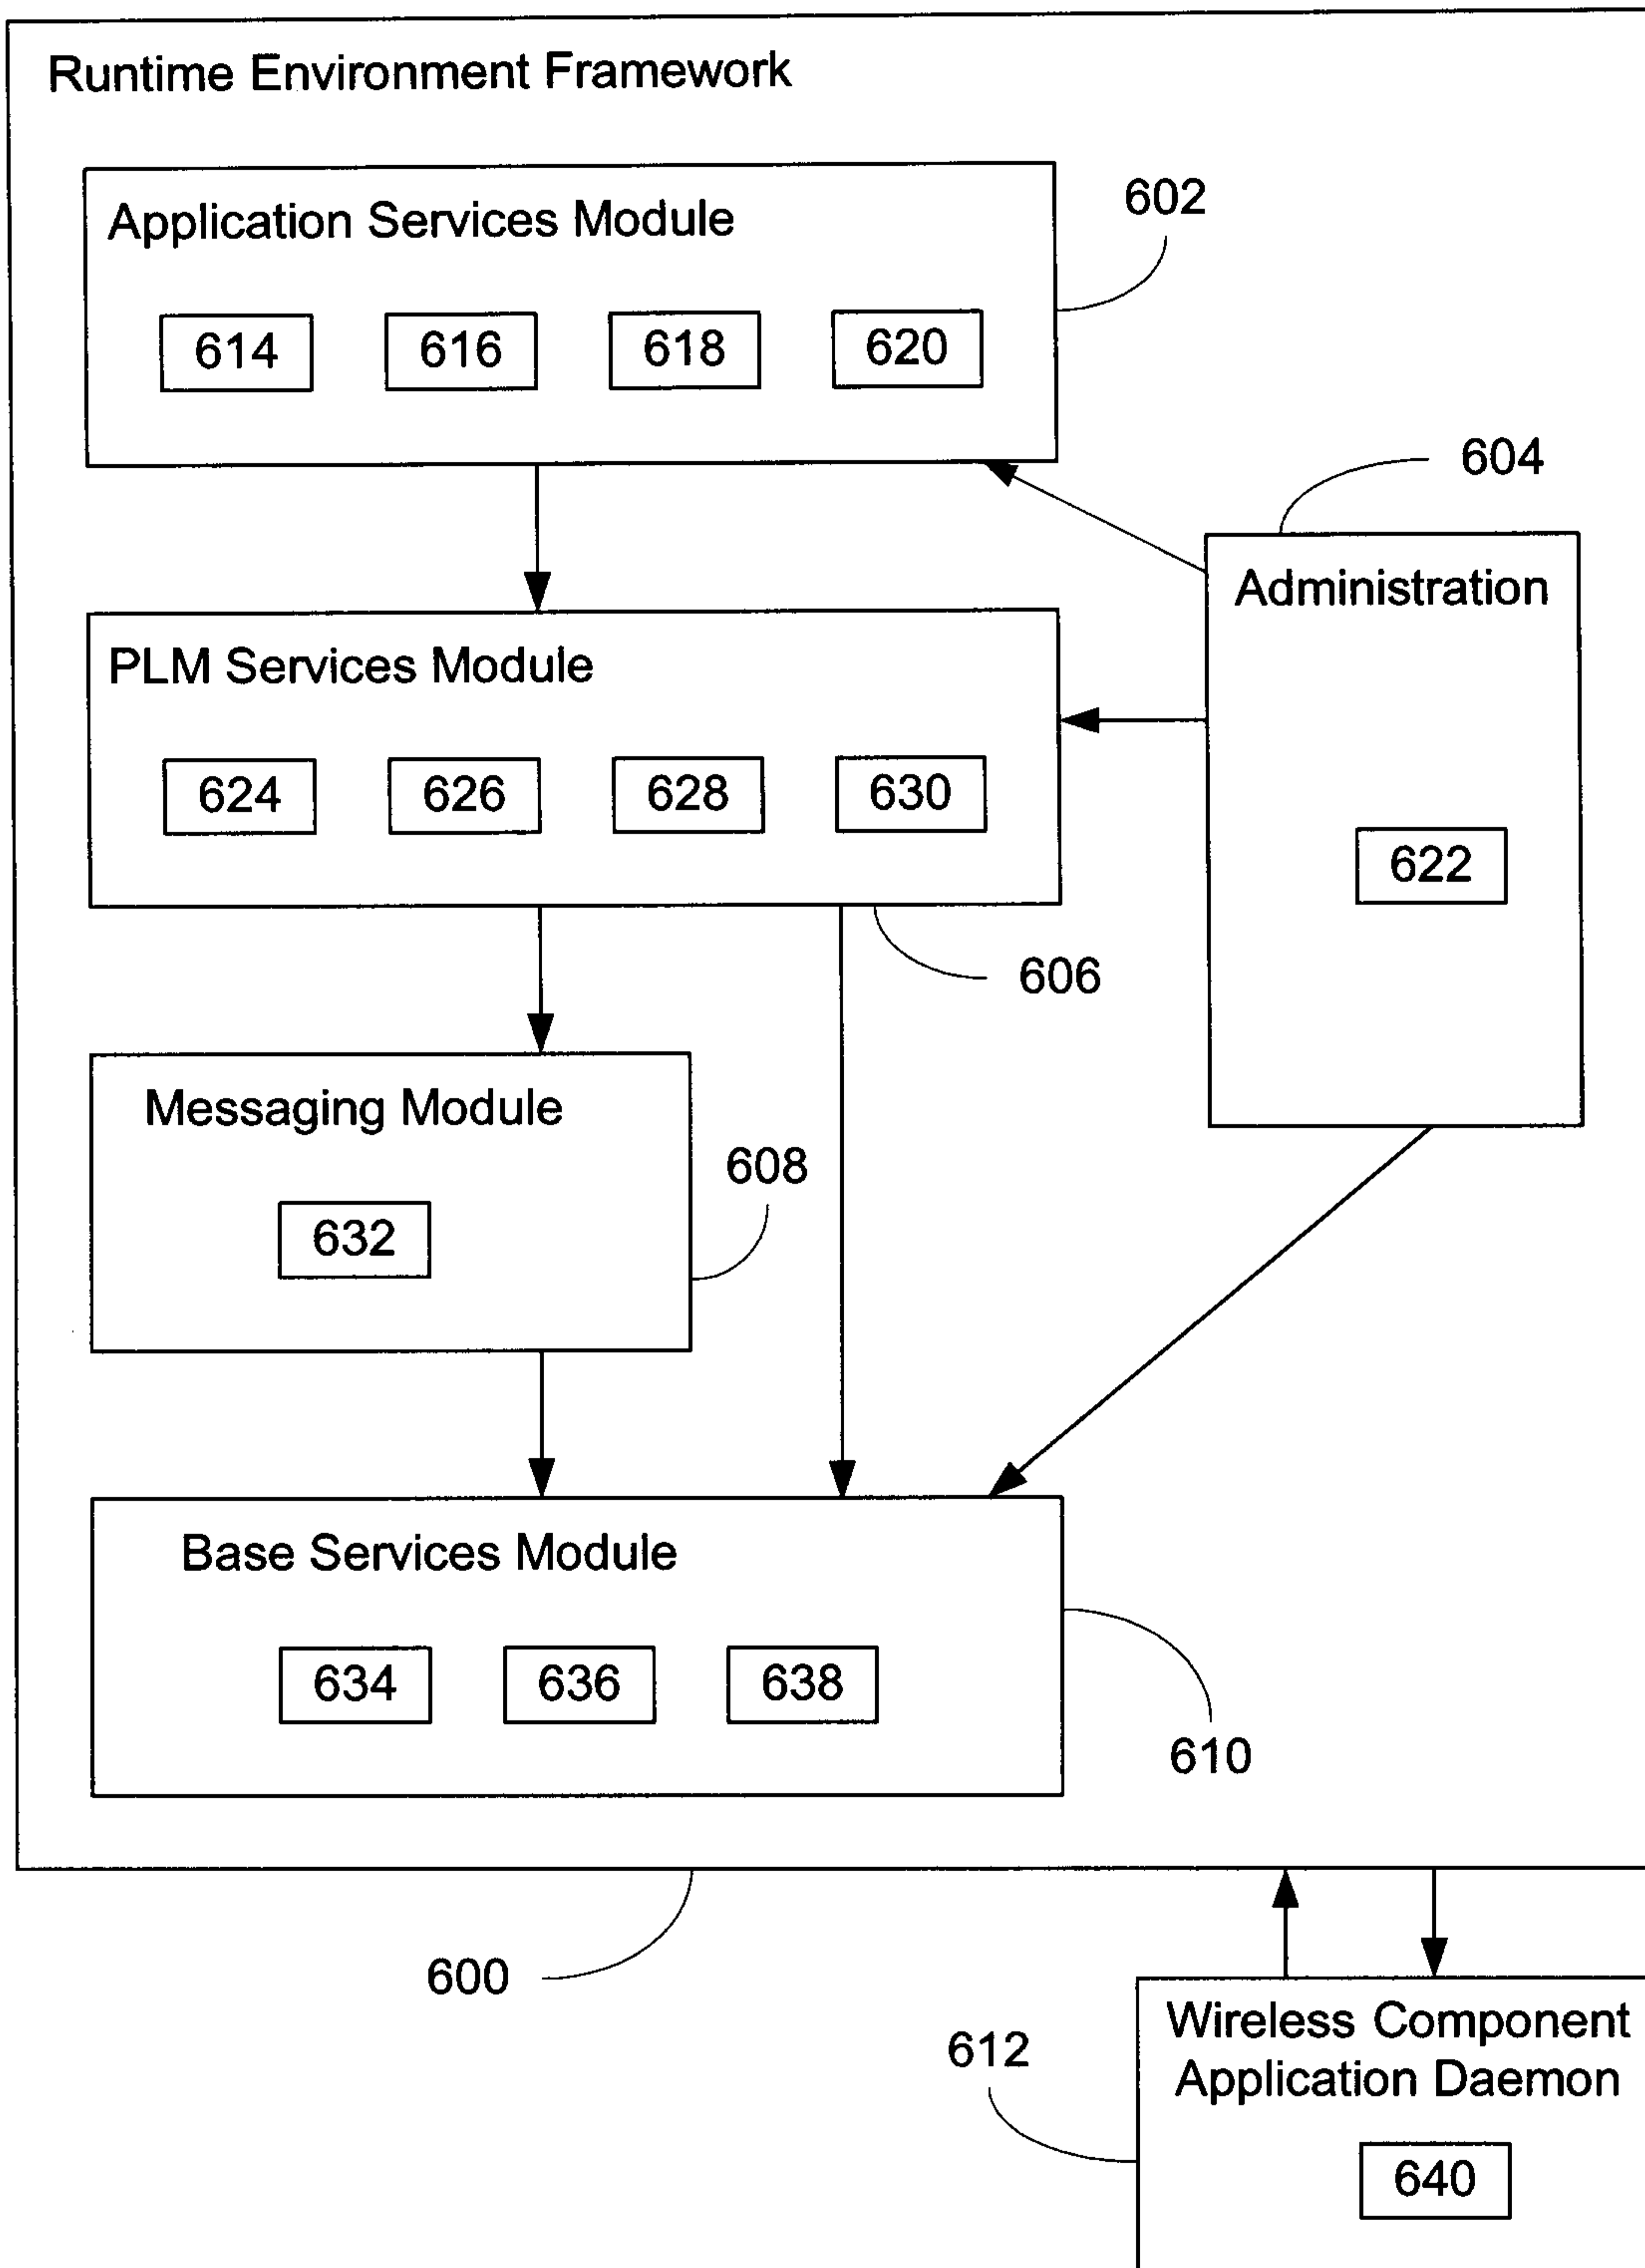 Runtime Environment Framework
Application Services Module
602
614 616 618 620
604
Administration
PLM Services Module
624 626 628 630
622
606
Messaging Module
608
632
Base Services Module
634 636 638
610
600
Wireless Component
Application Daemon
612
640